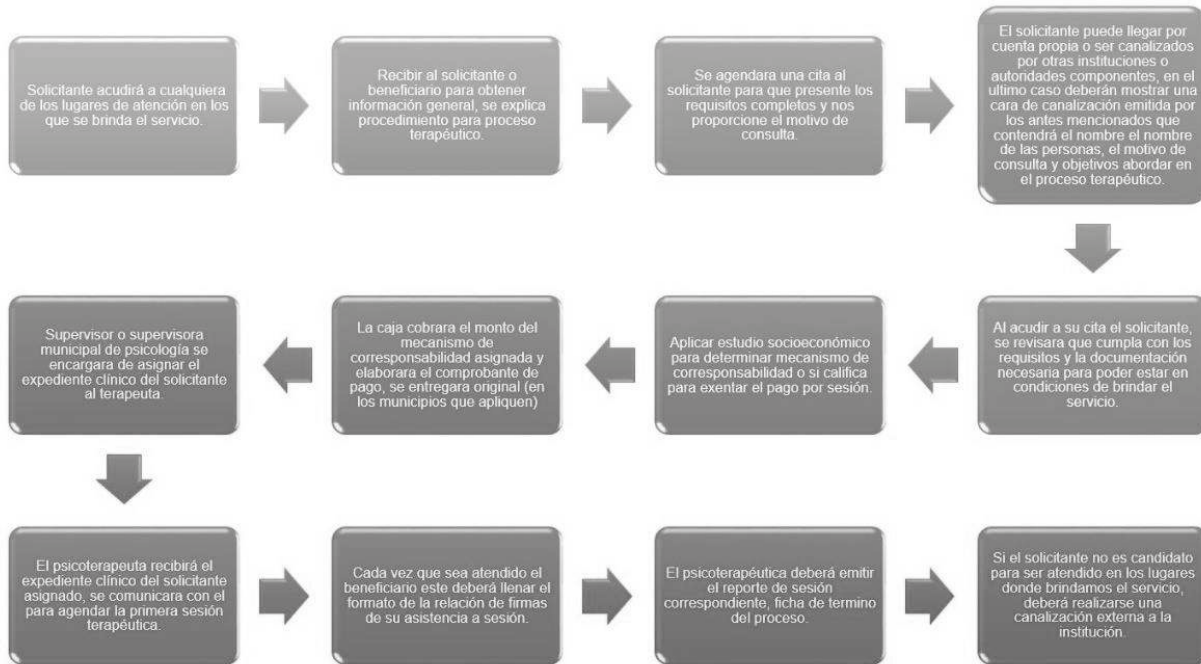 Solicitante acudirá a cualquiera
de los lugares de atención en los
que se brinda el servicio.
Recibir al solicitante o
beneficiario para obtener
información general, se explica
procedimiento para proceso
terapéutico.
Se agendara una cita al
solicitante para que presente los
requisitos completos y nos
proporcione el motivo de
consulta.
El solicitante puede llegar por
cuenta propia o ser canalizados
por otras instituciones o
autoridades componentes, en el
ultimo caso deberán mostrar una
cara de canalización emitida por
los antes mencionados que
contendrá el nombre el nombre
de las personas, el motivo de
consulta y objetivos abordar en
el proceso terapéutico.
Al acudir a su cita el solicitante,
se revisara que cumpla con los
requisitos y la documentación
necesaria para poder estar en
condiciones de brindar el
servicio.
Aplicar estudio socioeconómico
para determinar mecanismo de
corresponsabilidad o si califica
para exentar el pago por sesión.
La caja cobrara el monto del
mecanismo de
corresponsabilidad asignada y
elaborara el comprobante de
pago, se entregara original (en
los municipios que apliquen)
Supervisor o supervisora
municipal de psicología se
encargara de asignar el
expediente clínico del solicitante
al terapeuta.
El psicoterapeuta recibirá el
expediente clínico del solicitante
asignado, se comunicara con el
para agendar la primera sesión
terapéutica.
Cada vez que sea atendido el
beneficiario este deberá llenar el
formato de la relación de firmas
de su asistencia a sesión.
El psicoterapéutica deberá emitir
el reporte de sesión
correspondiente, ficha de termino
del proceso.
Si el solicitante no es candidato
para ser atendido en los lugares
donde brindamos el servicio,
deberá realizarse una
canalización externa a la
institución.